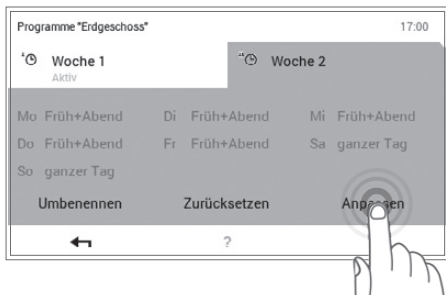 Programme "Erdgeschoss" 17:00
Woche 1 Woche 2
Aktiv
Mo Früh+Abend Di Früh+Abend Mi Früh+Abend
Do Früh+Abend Fr Früh+Abend Sa ganzer Tag
So ganzer Tag
Umbenennen Zurücksetzen Anpassen
?